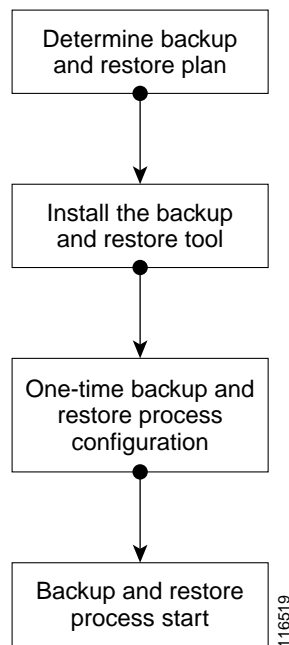 Determine backup
and restore plan
Install the backup
and restore tool
One-time backup and
restore process
configuration
Backup and restore
process start
116519